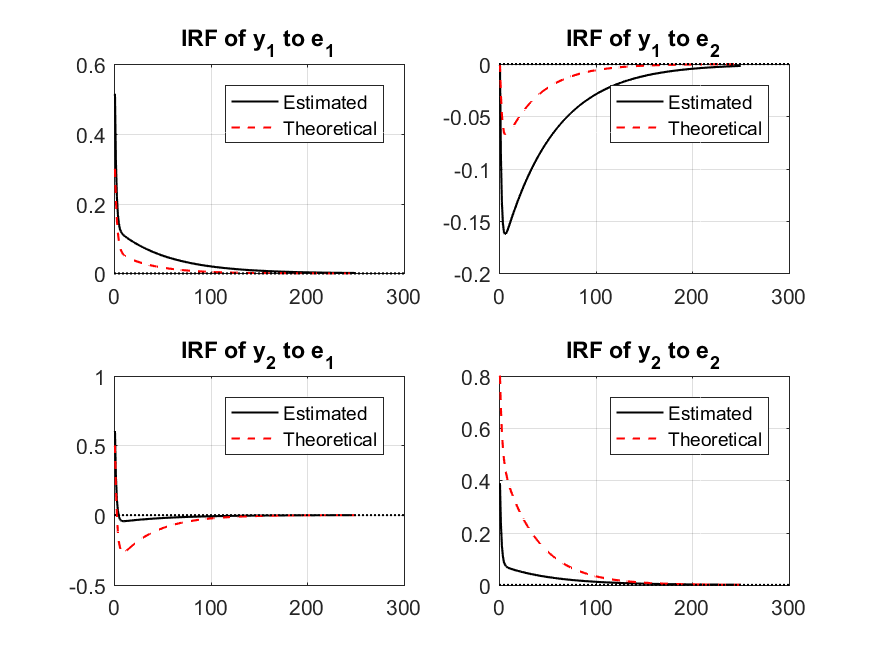 IRF of y1 to e1
0.6
0.4
0.2
0
0
100
200
300
Estimated
Theoretical
IRF of y1 to e2
0
-0.05
-0.1
-0.15
-0.2
0
100
200
300
Estimated
Theoretical
IRF of y2 to e1
1
0.5
0
-0.5
0
100
200
300
Estimated
Theoretical
IRF of y2 to e2
0.8
0.6
0.4
0.2
0
0
100
200
300
Estimated
Theoretical